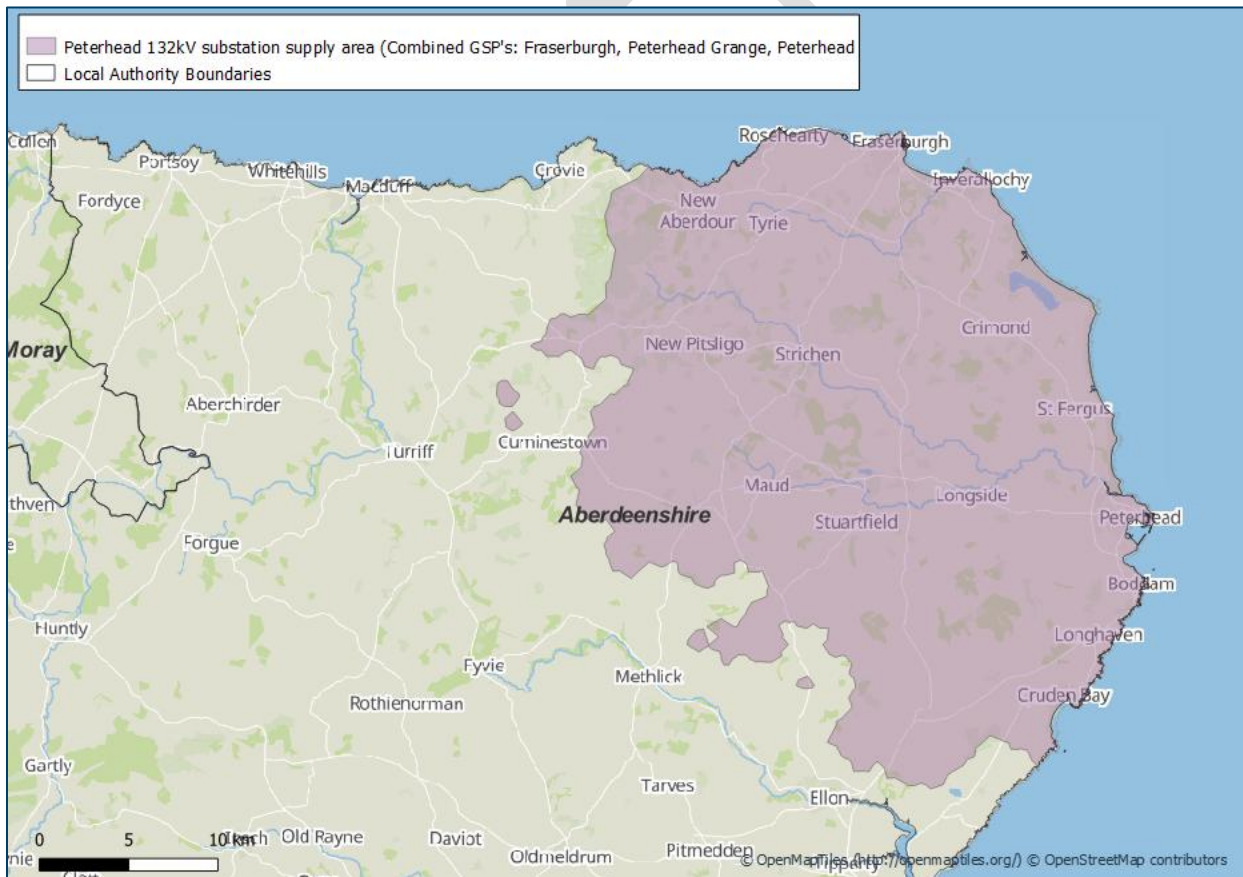 Peterhead 132kV substation supply area (Combined GSP's: Fraserburgh, Peterhead Grange, Peterhead
Local Authority Boundaries
Cullen
Portsoy
Whitehills
Macduff
Crovie
Rosehearty
Fraserburgh
Fordyce
Inverallochy
New
Aberdour
Tyrie
Crimond
Moray
New Pitsligo
Strichen
Aberchirder
St Fergus
Cuminestown
Turriff
Maud
Longside
thven
Aberdeenshire
Stuartfield
Peterhead
Forgue
e
Boddam
Huntly
Longhaven
Fyvie
Methlick
Rothienorman
Cruden Bay
Gartly
Tarves
Ellon
0 5 10 km
Old Rayne
Daviot
Oldmeldrum
Pitmedden
© OpenMapTiles (http://openmaptiles.org/) © OpenStreetMap contributors
Tipperty